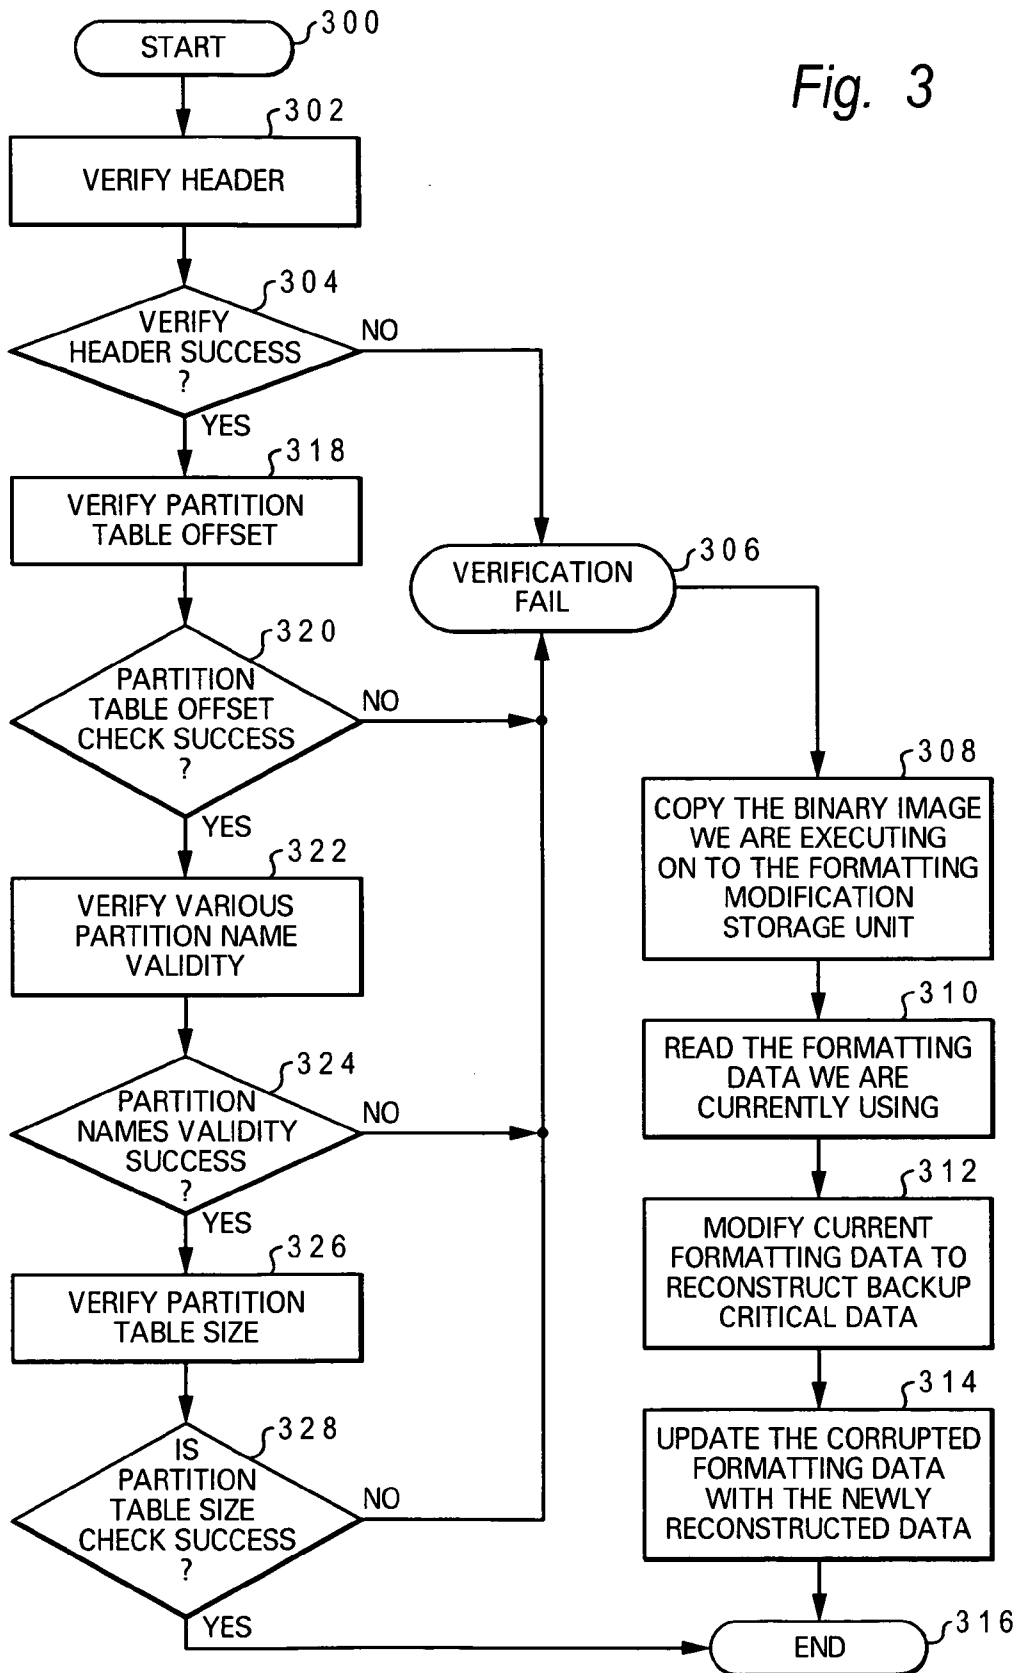 300
START
Fig. 3
302
VERIFY HEADER
304
VERIFY
HEADER SUCCESS
?
NO
YES
318
VERIFY PARTITION
TABLE OFFSET
306
VERIFICATION
FAIL
320
PARTITION
TABLE OFFSET
CHECK SUCCESS
?
NO
YES
308
COPY THE BINARY IMAGE
WE ARE EXECUTING
ON TO THE FORMATTING
MODIFICATION
STORAGE UNIT
322
VERIFY VARIOUS
PARTITION NAME
VALIDITY
310
READ THE FORMATTING
DATA WE ARE
CURRENTLY USING
324
PARTITION
NAMES VALIDITY
SUCCESS
?
NO
YES
312
MODIFY CURRENT
FORMATTING DATA TO
RECONSTRUCT BACKUP
CRITICAL DATA
326
VERIFY PARTITION
TABLE SIZE
314
UPDATE THE CORRUPTED
FORMATTING DATA
WITH THE NEWLY
RECONSTRUCTED DATA
328
IS
PARTITION
TABLE SIZE
CHECK SUCCESS
?
NO
YES
316
END